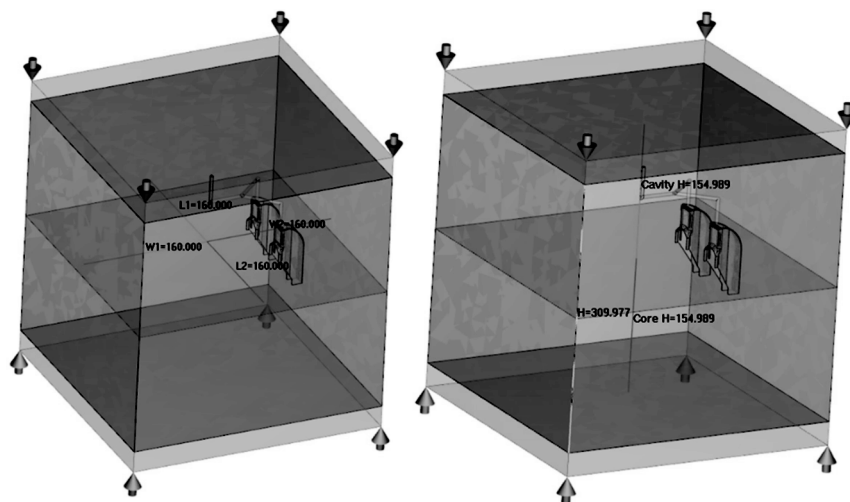 L1=160.000
W2=160.000
W1=160.000
L2=160.000
Cavity H=154.989
H=309.977
Core H=154.989